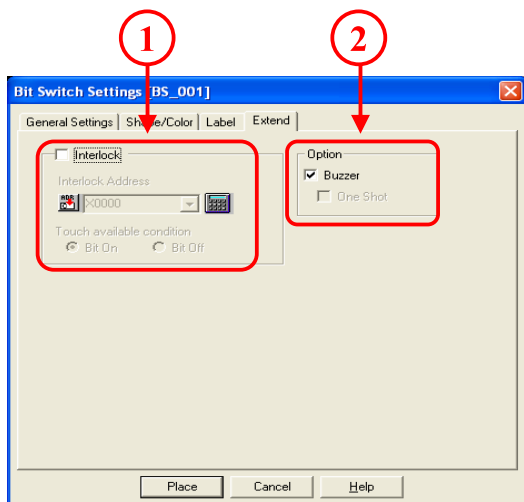 1
2
Bit Switch Settings [BS_001]
General Settings Shape/Color Label Extend
Interlock
Interlock Address
ADR
X0000
Touch available condition
Bit On Bit Off
Option
Buzzer
One Shot
Place Cancel Help